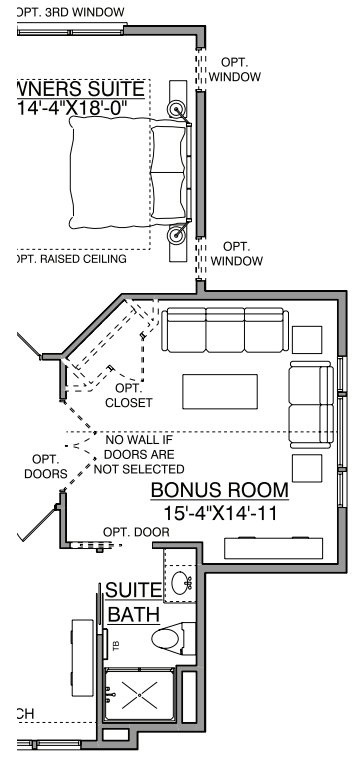 OPT. 3RD WINDOW
OPT.
WINDOW
WNERS SUITE
14'-4"X18'-0"
OPT.
WINDOW
OPT. RAISED CEILING
OPT.
CLOSET
NO WALL IF
DOORS ARE
NOT SELECTED
OPT.
DOORS
BONUS ROOM
15'-4"X14'-11
OPT. DOOR
SUITE
BATH
TB
CH